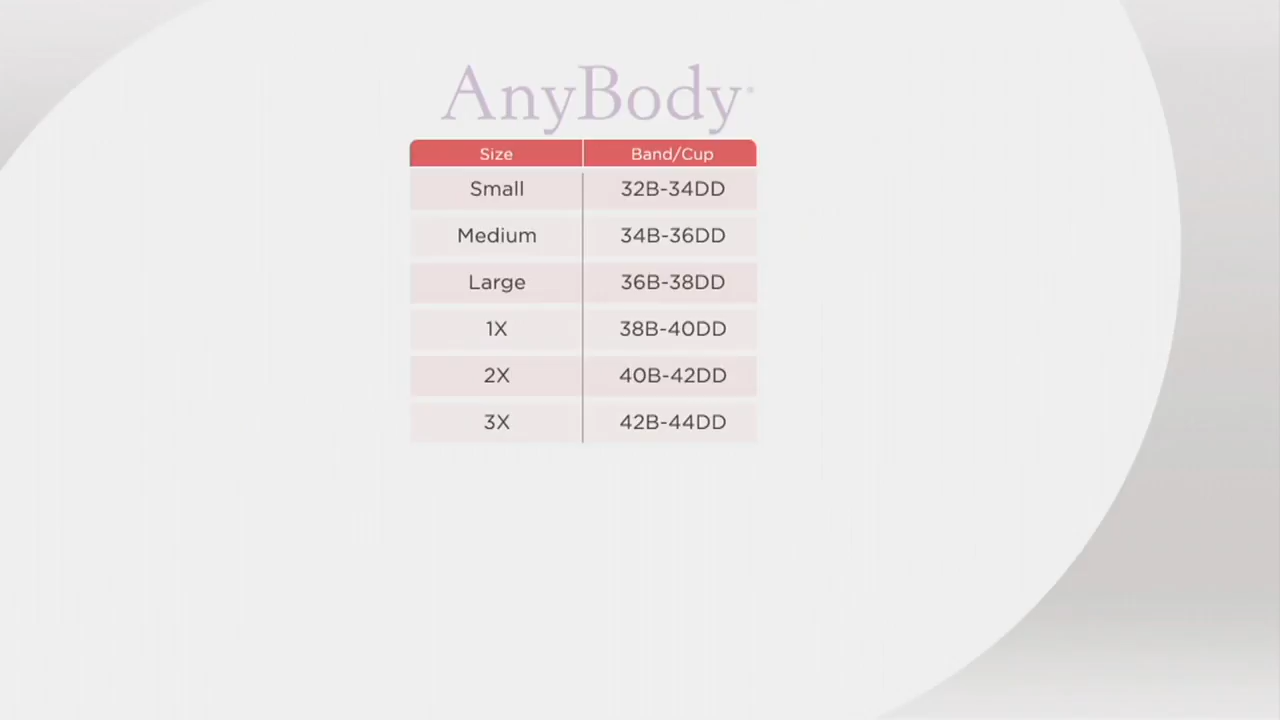 AnyBody
Size Band/Cup
Small 32B-34DD
Medium 34B-36DD
Large 36B-38DD
1X 38B-40DD
2X 40B-42DD
3X 42B-44DD